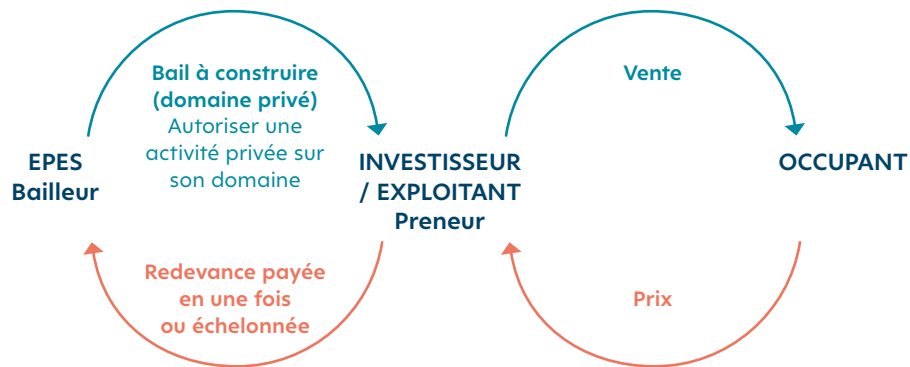 Bail à construire
(domaine privé)
Autoriser une
activité privée sur
son domaine
Vente
EPES
Bailleur
INVESTISSEUR
/ EXPLOITANT
Preneur
OCCUPANT
Redevance payée
en une fois
ou échelonnée
Prix